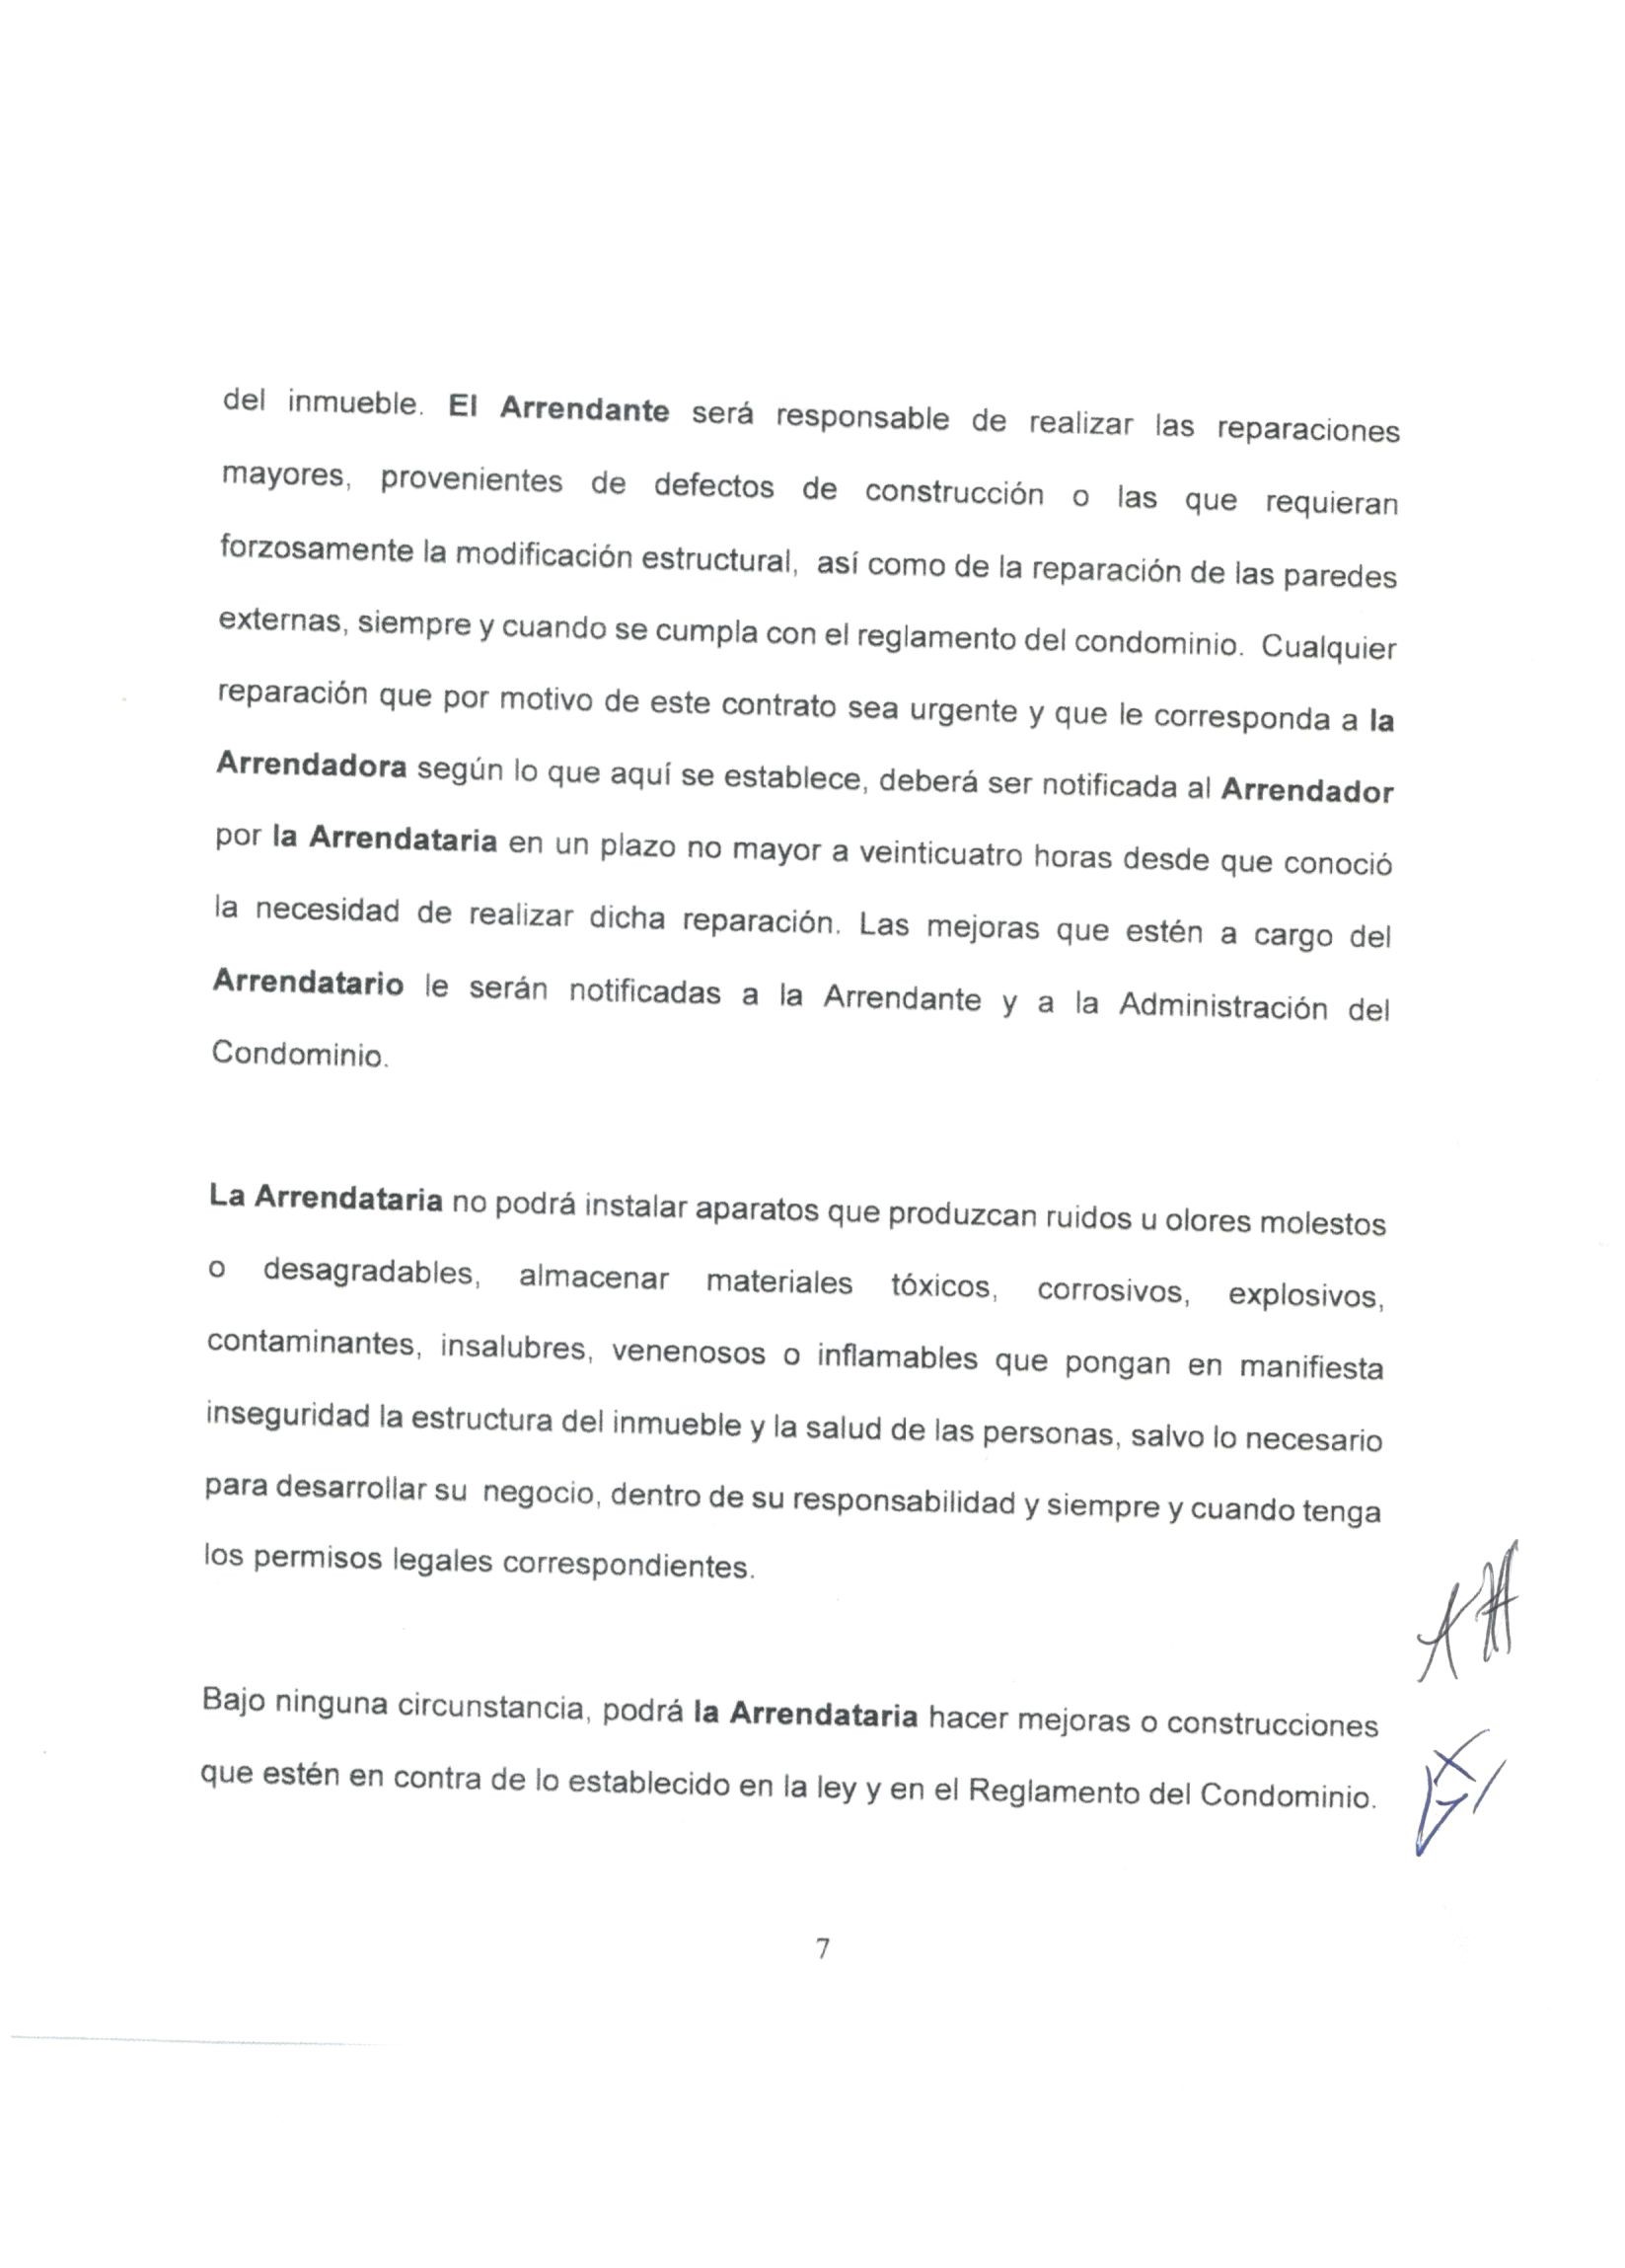 del inmueble. El Arrendante será responsable de realizar las reparaciones
mayores, provenientes de defectos de construcción o las que requieran
forzosamente la modificación estructural, así como de la reparación de las paredes
externas, siempre y cuando se cumpla con el reglamento del condominio. Cualquier
reparación que por motivo de este contrato sea urgente y que le corresponda a la
Arrendadora según lo que aquí se establece, deberá ser notificada al Arrendador
por la Arrendataria en un plazo no mayor a veinticuatro horas desde que conoció
la necesidad de realizar dicha reparación. Las mejoras que estén a cargo del
Arrendatario le serán notificadas a la Arrendante y a la Administración del
Condominio.
La Arrendataria no podrá instalar aparatos que produzcan ruidos u olores molestos
o desagradables, almacenar materiales tóxicos, corrosivos, explosivos,
contaminantes, insalubres, venenosos o inflamables que pongan en manifiesta
inseguridad la estructura del inmueble y la salud de las personas, salvo lo necesario
para desarrollar su negocio, dentro de su responsabilidad y siempre y cuando tenga
los permisos legales correspondientes.
Bajo ninguna circunstancia, podrá la Arrendataria hacer mejoras o construcciones
que estén en contra de lo establecido en la ley y en el Reglamento del Condominio.
7